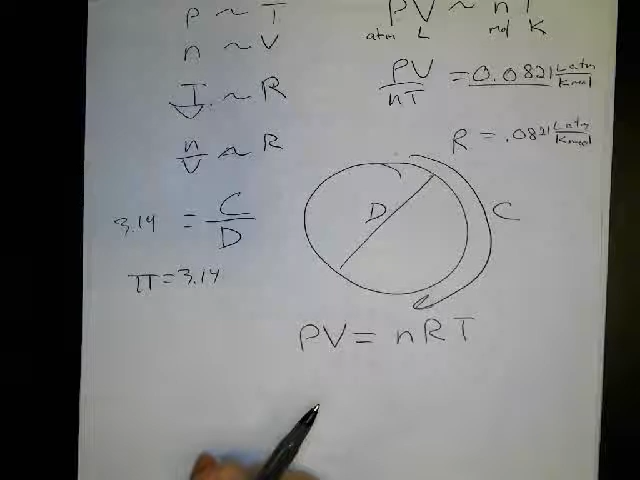 P ~ T
n ~ V
T/V ~ R
n/V ~ R
3.14 = C/D
π = 3.14
PV ~ nT
atm L mol K
PV/nT = 0.0821 L atm/K mol
R = .0821 L atm/K mol
D
C
PV = nRT